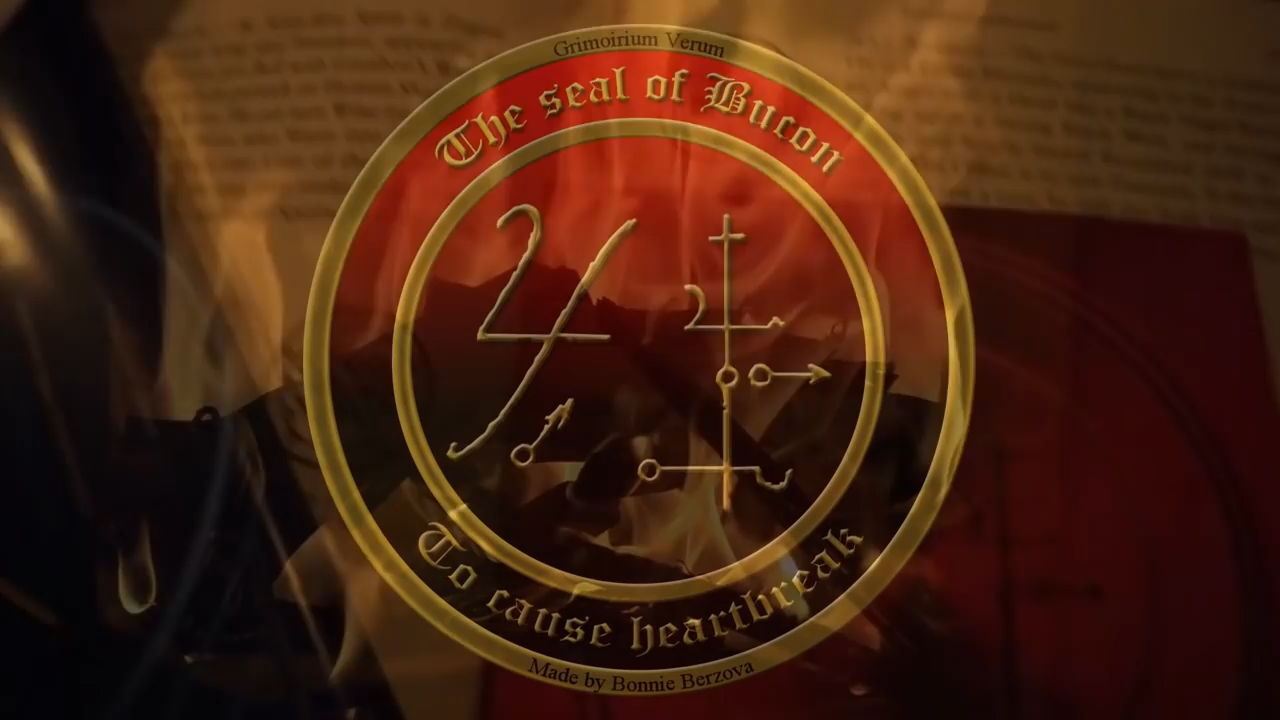 Grimoirium Verum
The seal of Bucon
To cause heartbreak
Made by Bonnie Berzova